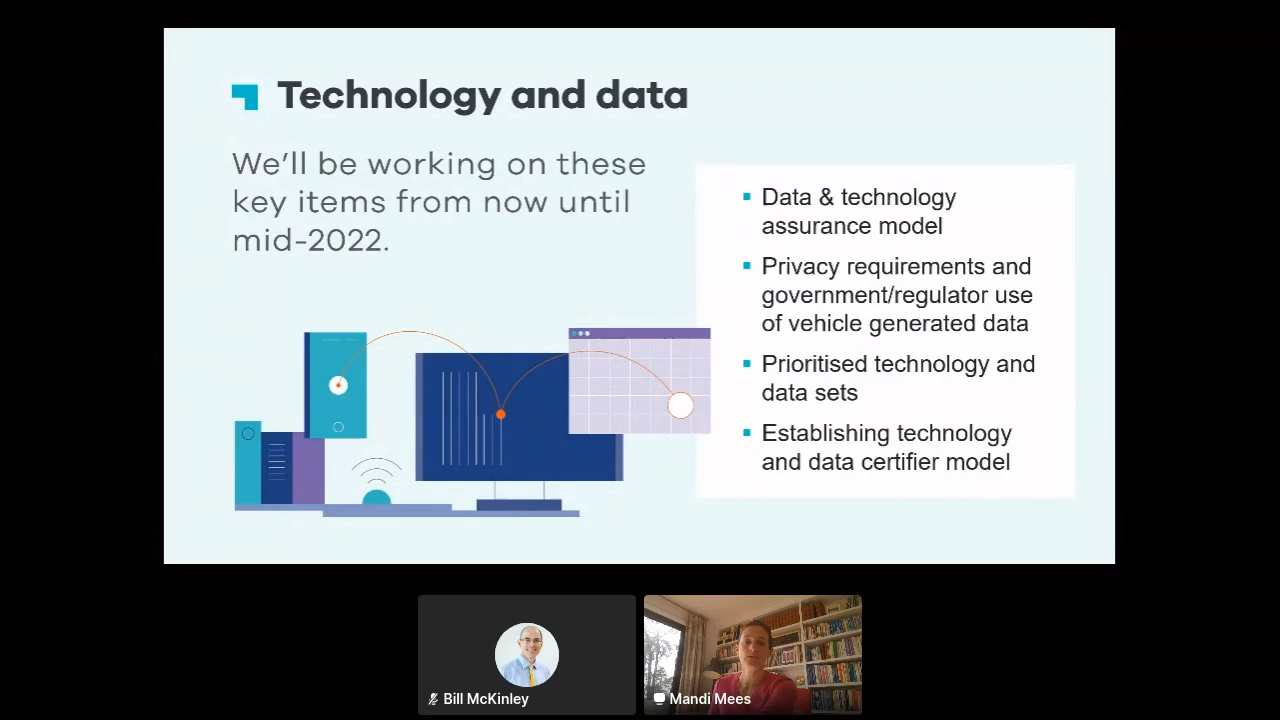 Technology and data
We'll be working on these
key items from now until
mid-2022.
▪ Data & technology
assurance model
▪ Privacy requirements and
government/regulator use
of vehicle generated data
▪ Prioritised technology and
data sets
▪ Establishing technology
and data certifier model
Bill McKinley
Mandi Mees